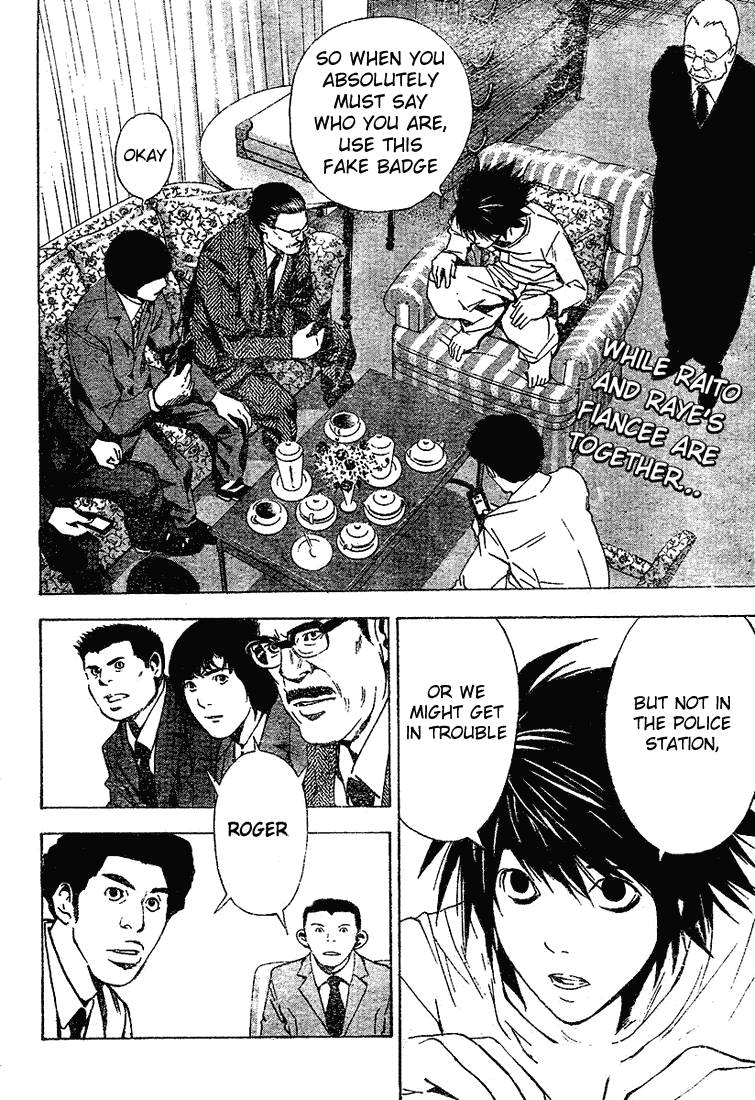 SO WHEN YOU
ABSOLUTELY
MUST SAY
WHO YOU ARE,
USE THIS
FAKE BADGE
OKAY
WHILE RAITO
AND RAYE'S
FIANCEE ARE
TOGETHER...
BUT NOT IN
THE POLICE
STATION,
OR WE
MIGHT GET
IN TROUBLE
ROGER